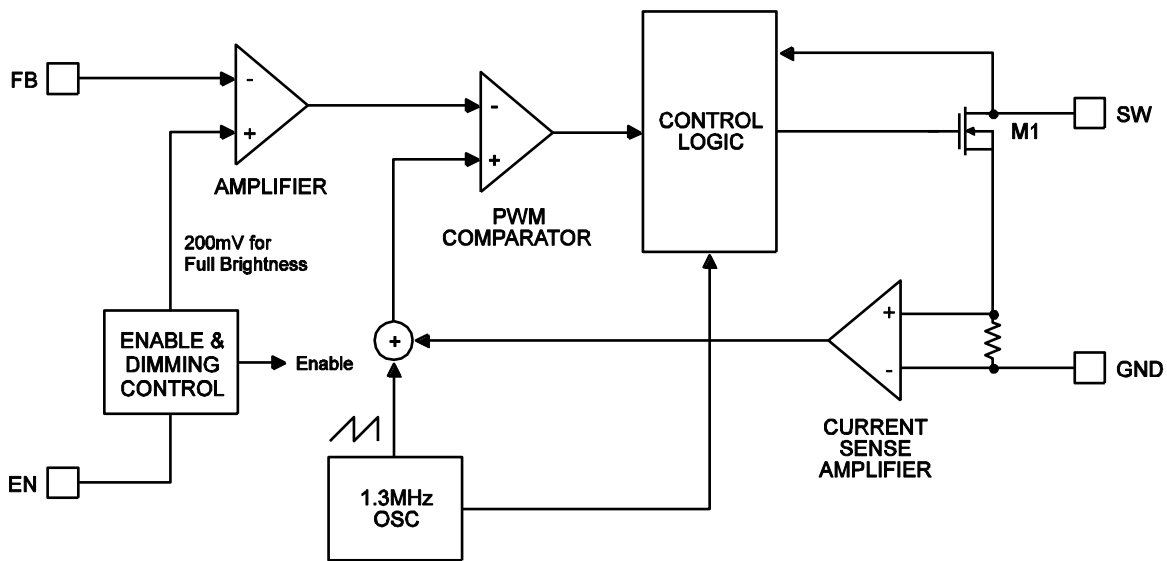 FB
-
+
AMPLIFIER
200mV for
Full Brightness
ENABLE &
DIMMING
CONTROL
Enable
EN
-
+
PWM
COMPARATOR
+
1.3MHz
OSC
CONTROL
LOGIC
M1
SW
+
-
CURRENT
SENSE
AMPLIFIER
GND